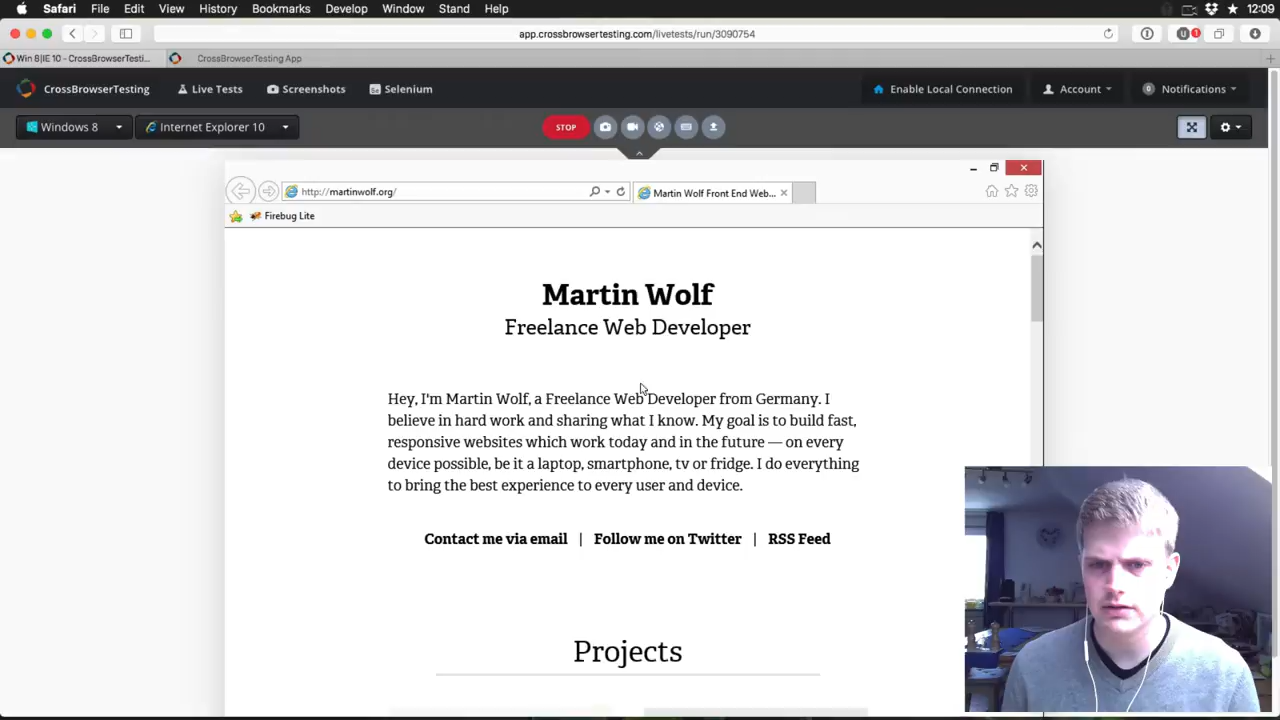 Safari File Edit View History Bookmarks Develop Window Stand Help 12:09
app.crossbrowsertesting.com/livetests/run/3090754 1
Win 8|IE 10 - CrossBrowserTesti... CrossBrowserTesting App
CrossBrowserTesting Live Tests Screenshots Se Selenium Enable Local Connection Account 0 Notifications
Windows 8 Internet Explorer 10 STOP
http://martinwolf.org/ Martin Wolf Front End Web...
Firebug Lite
Martin Wolf
Freelance Web Developer
Hey, I'm Martin Wolf, a Freelance Web Developer from Germany. I
believe in hard work and sharing what I know. My goal is to build fast,
responsive websites which work today and in the future — on every
device possible, be it a laptop, smartphone, tv or fridge. I do everything
to bring the best experience to every user and device.
Contact me via email | Follow me on Twitter | RSS Feed
Projects